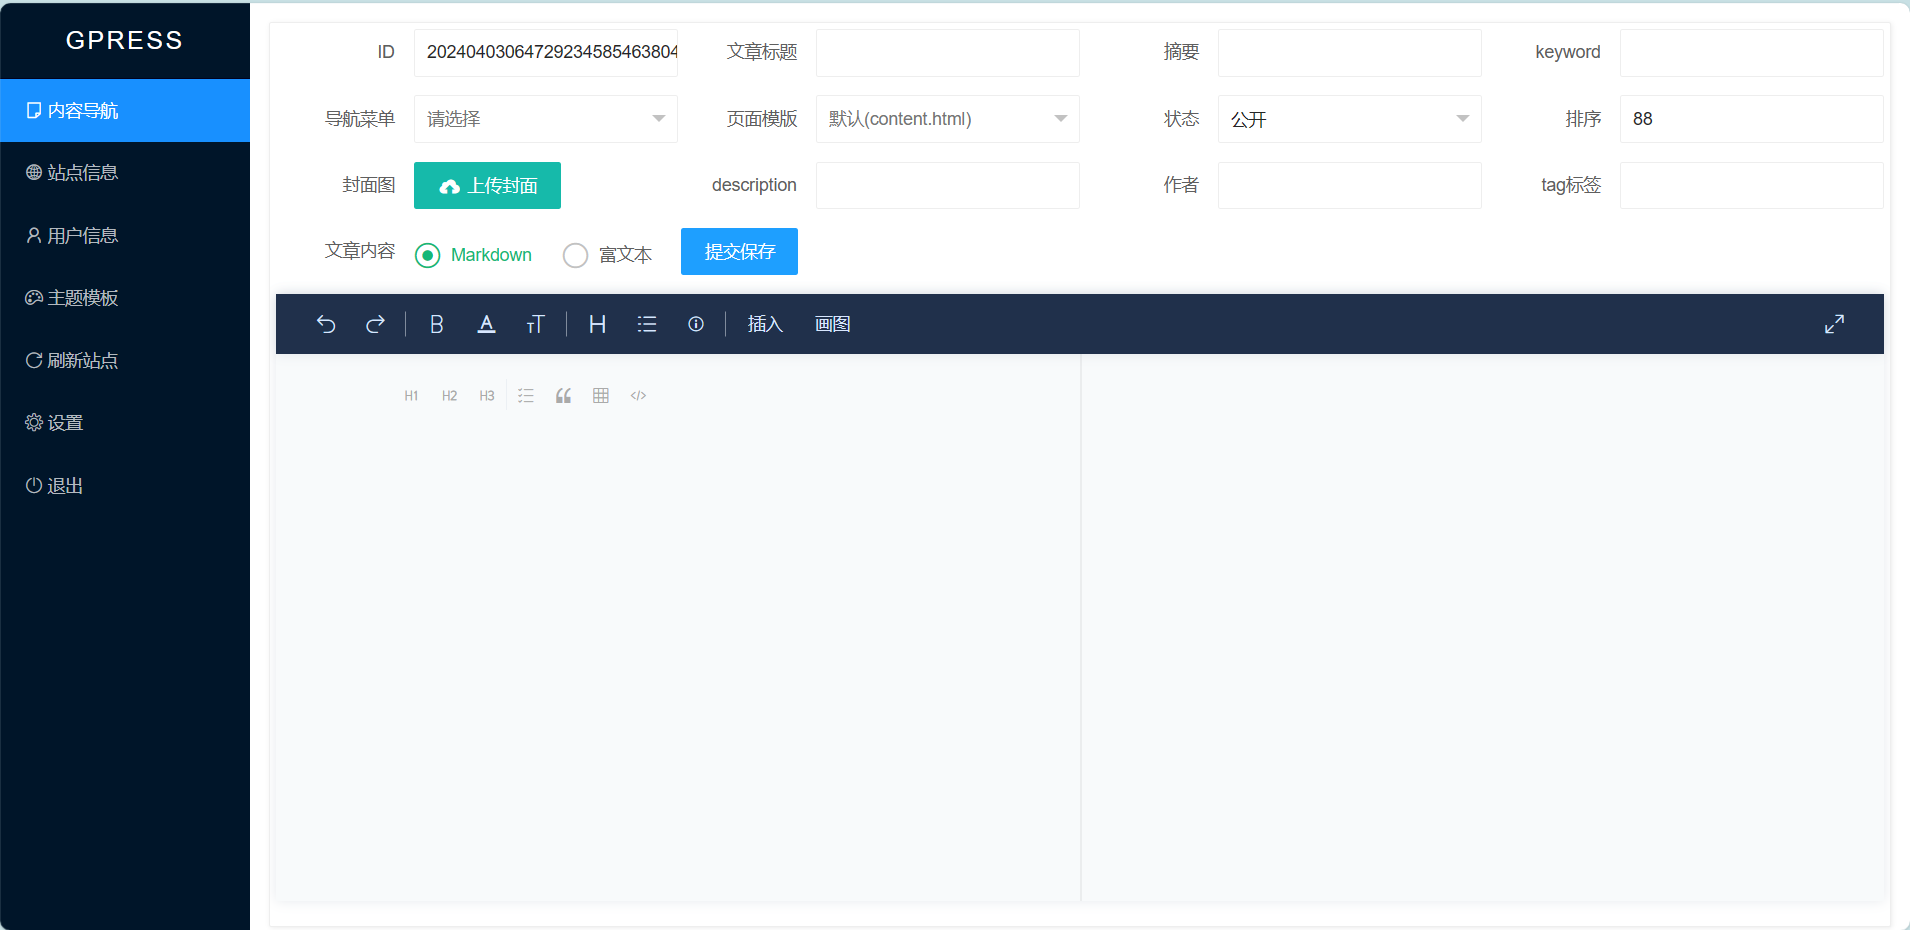 GPRESS
内容导航
站点信息
用户信息
主题模板
刷新站点
设置
退出
ID 20240403064729234585463804 文章标题 摘要 keyword
导航菜单 请选择 页面模版 默认(content.html) 状态 公开 排序 88
封面图 上传封面 description 作者 tag标签
文章内容 Markdown 富文本 提交保存
B A TT H 插入 画图
H1 H2 H3 </>